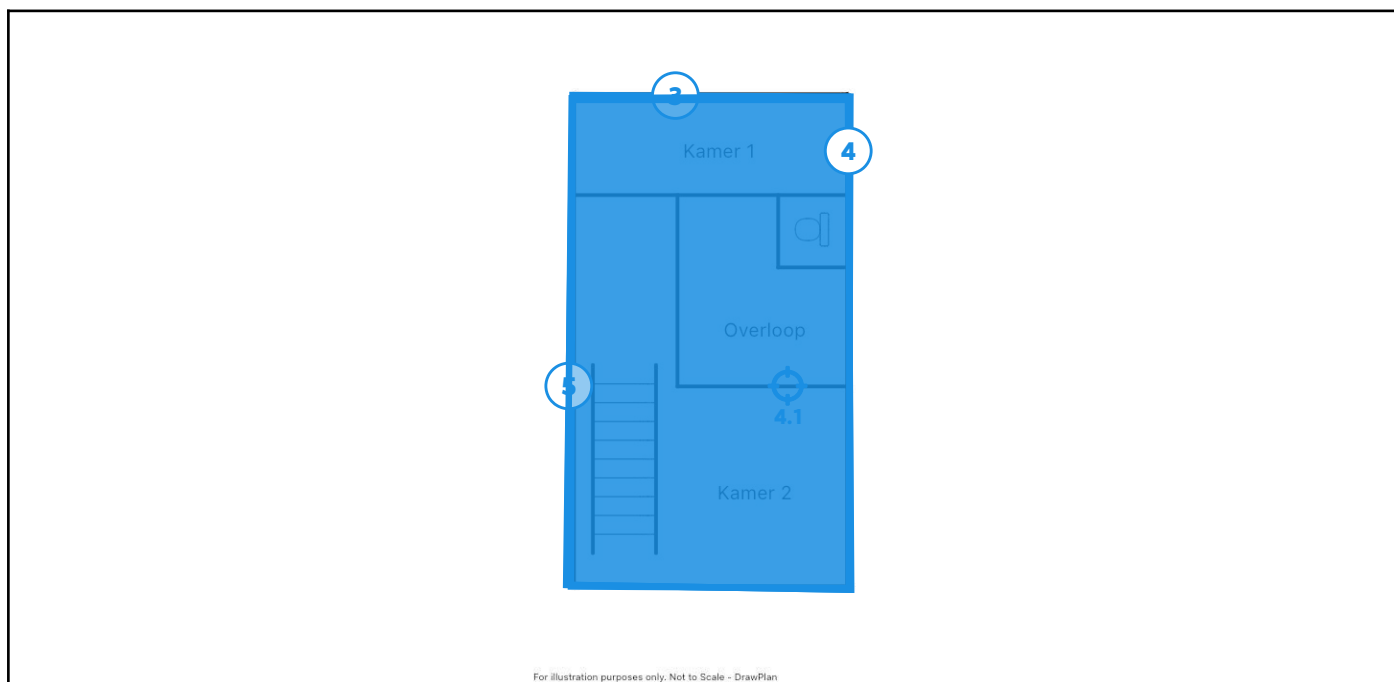 3
Kamer 1
4
Overloop
5
4.1
Kamer 2
For illustration purposes only. Not to Scale - DrawPlan